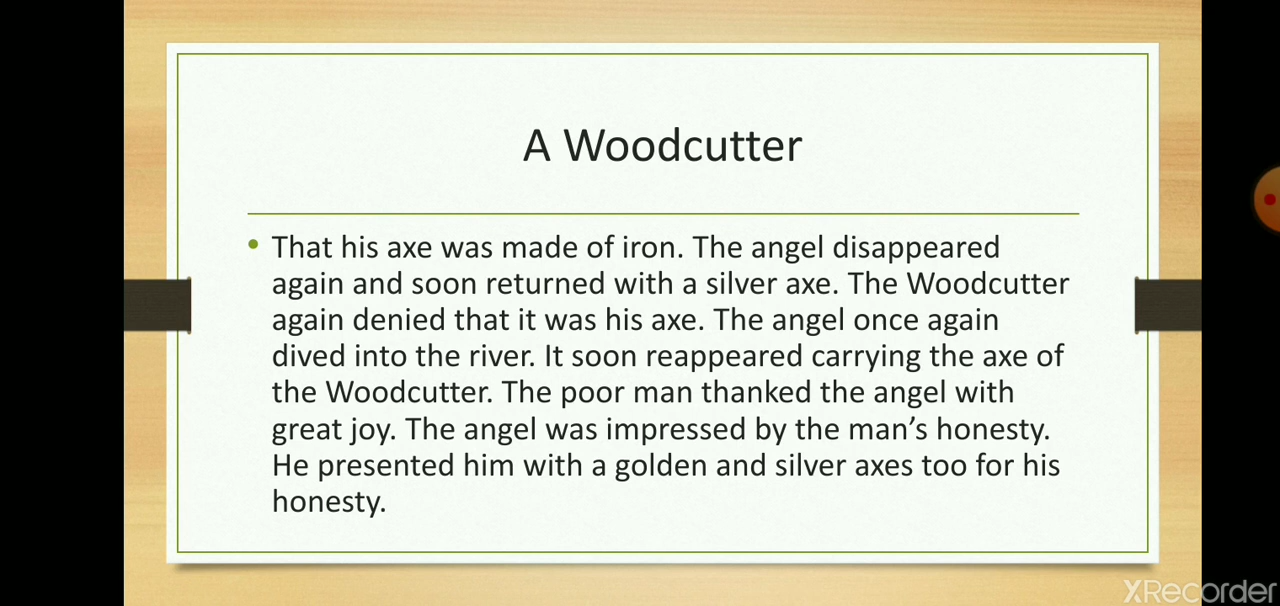 A Woodcutter
• That his axe was made of iron. The angel disappeared
again and soon returned with a silver axe. The Woodcutter
again denied that it was his axe. The angel once again
dived into the river. It soon reappeared carrying the axe of
the Woodcutter. The poor man thanked the angel with
great joy. The angel was impressed by the man’s honesty.
He presented him with a golden and silver axes too for his
honesty.
XRecorder